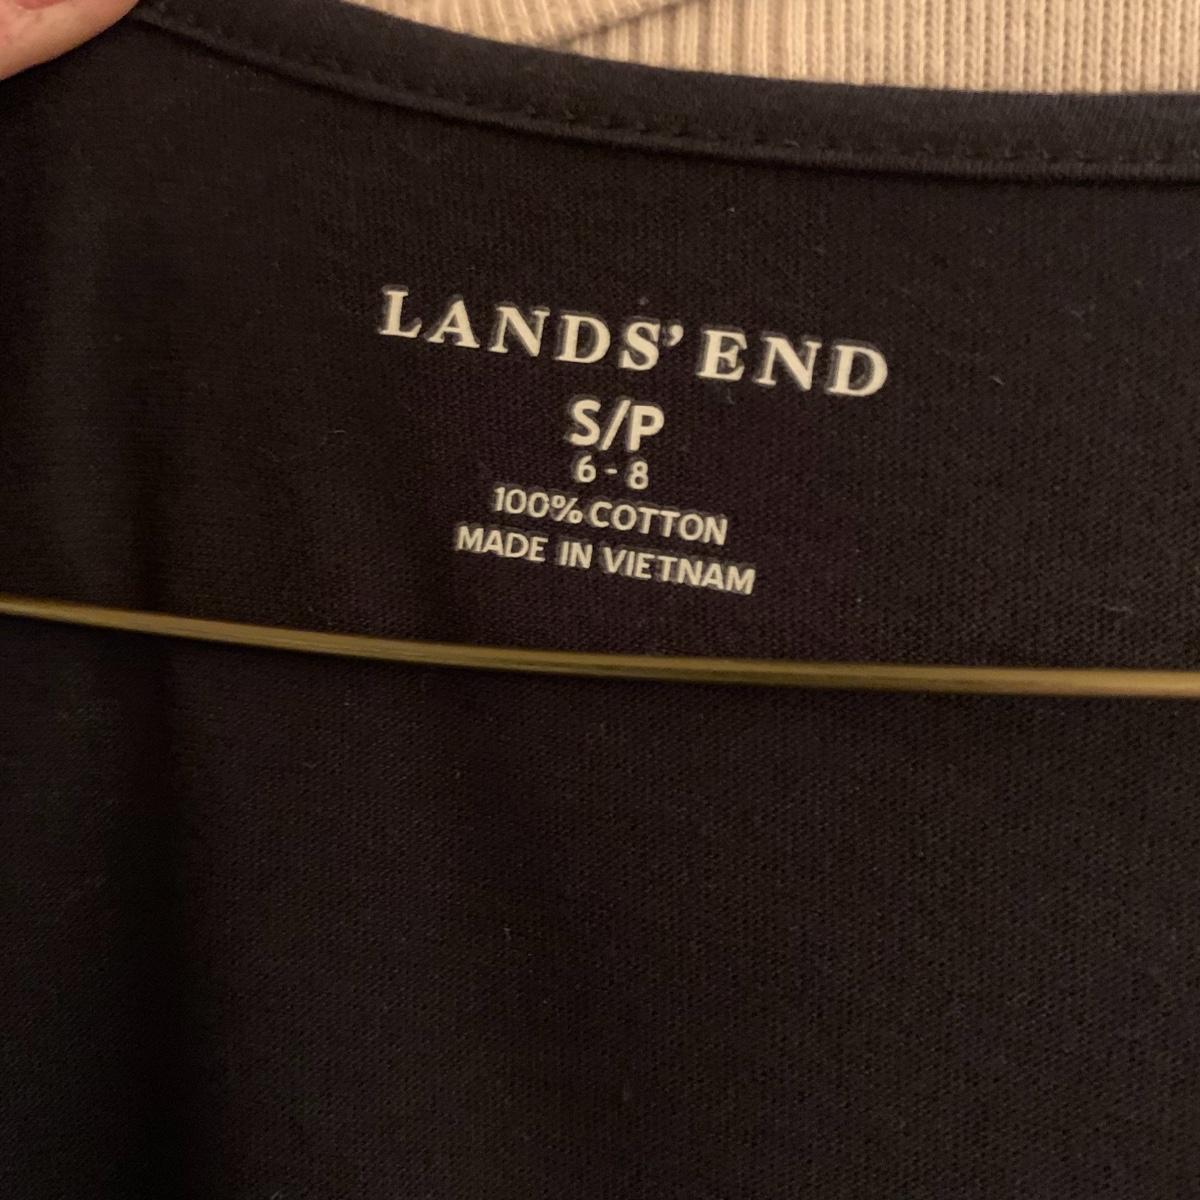 LANDS' END
S/P
6 - 8
100% COTTON
MADE IN VIETNAM